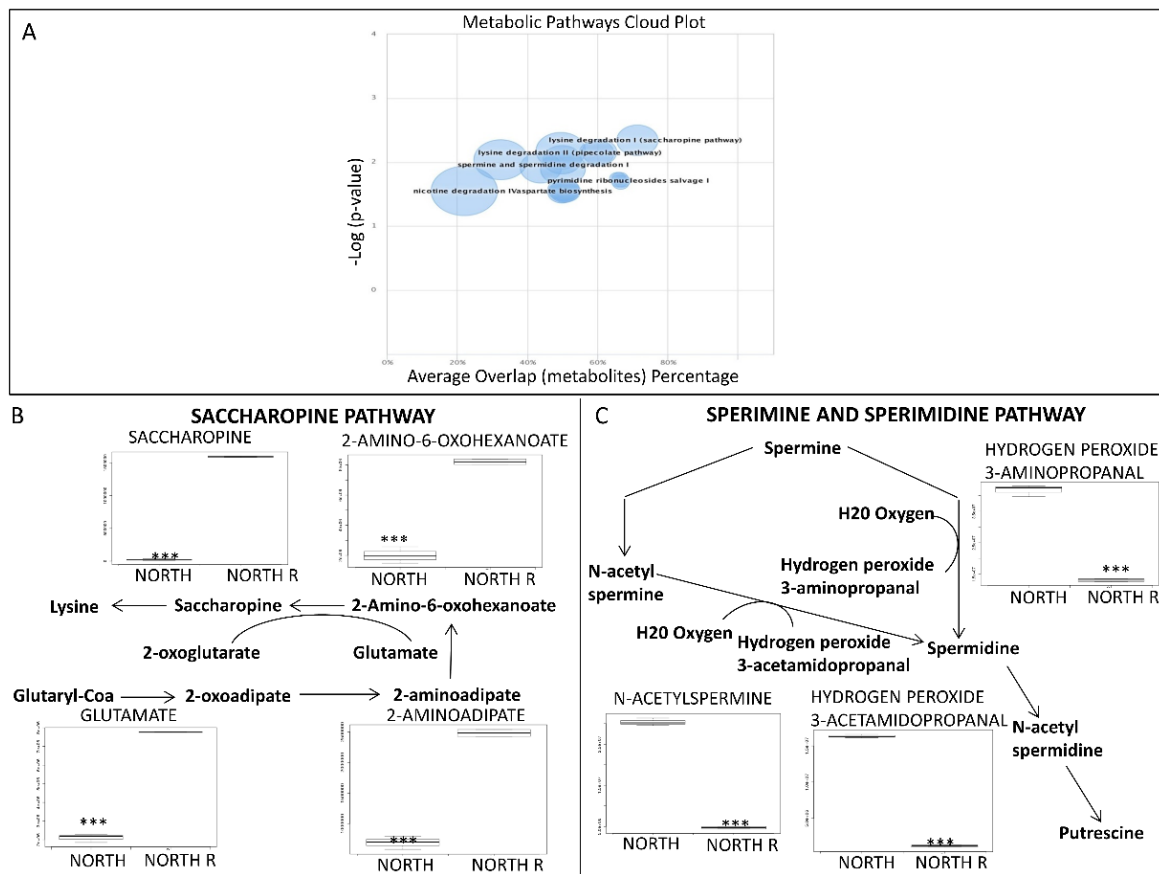 A
Metabolic Pathways Cloud Plot
4
3
2
1
0
-Log (p-value)
lysine degradation I (saccharopine pathway)
lysine degradation II (pipecolate pathway)
spermine and spermidine degradation I
pyrimidine ribonucleosides salvage I
nicotine degradation IV
aspartate biosynthesis
0%
20%
40%
60%
80%
Average Overlap (metabolites) Percentage
B
SACCHAROPINE PATHWAY
SACCHAROPINE
***
NORTH
NORTH R
2-AMINO-6-OXOHEXANOATE
***
NORTH
NORTH R
Lysine
Saccharopine
2-Amino-6-oxohexanoate
2-oxoglutarate
Glutamate
Glutaryl-Coa
2-oxoadipate
2-aminoadipate
GLUTAMATE
***
NORTH
NORTH R
2-AMINOADIPATE
***
NORTH
NORTH R
C
SPERIMINE AND SPERIMIDINE PATHWAY
Spermine
HYDROGEN PEROXIDE
3-AMINOPROPANAL
***
NORTH
NORTH R
H20 Oxygen
Hydrogen peroxide
3-aminopropanal
N-acetyl
spermine
H20 Oxygen
Hydrogen peroxide
3-acetamidopropanal
Spermidine
N-ACETYLSPERMINE
***
NORTH
NORTH R
HYDROGEN PEROXIDE
3-ACETAMIDOPROPANAL
***
NORTH
NORTH R
N-acetyl
spermidine
Putrescine